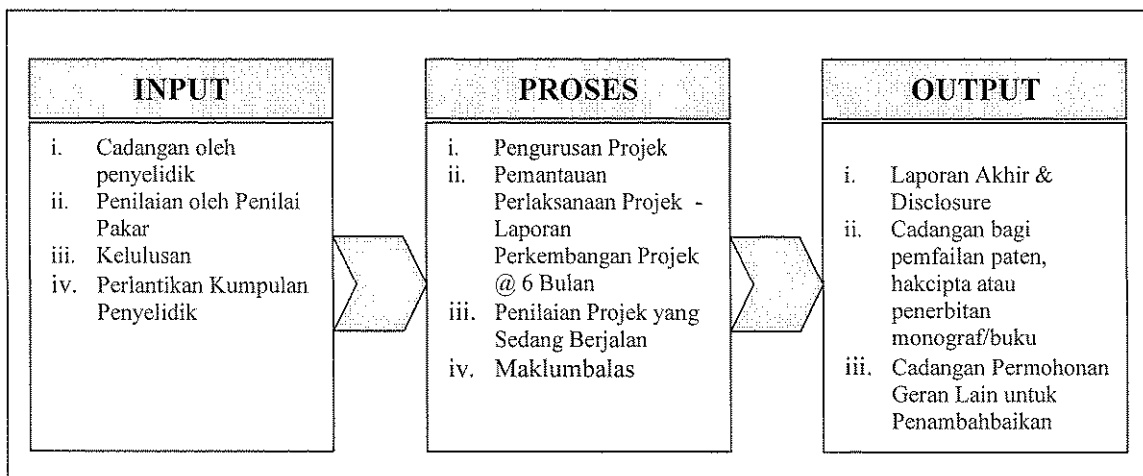 INPUT
i. Cadangan oleh
penyelidik
ii. Penilaian oleh Penilai
Pakar
iii. Kelulusan
iv. Perlantikan Kumpulan
Penyelidik
PROSES
i. Pengurusan Projek
ii. Pemantauan
Perlaksanaan Projek -
Laporan
Perkembangan Projek
@ 6 Bulan
iii. Penilaian Projek yang
Sedang Berjalan
iv. Maklumbalas
OUTPUT
i. Laporan Akhir &
Disclosure
ii. Cadangan bagi
pemfailan paten,
hakcipta atau
penerbitan
monograf/buku
iii. Cadangan Permohonan
Geran Lain untuk
Penambahbaikan